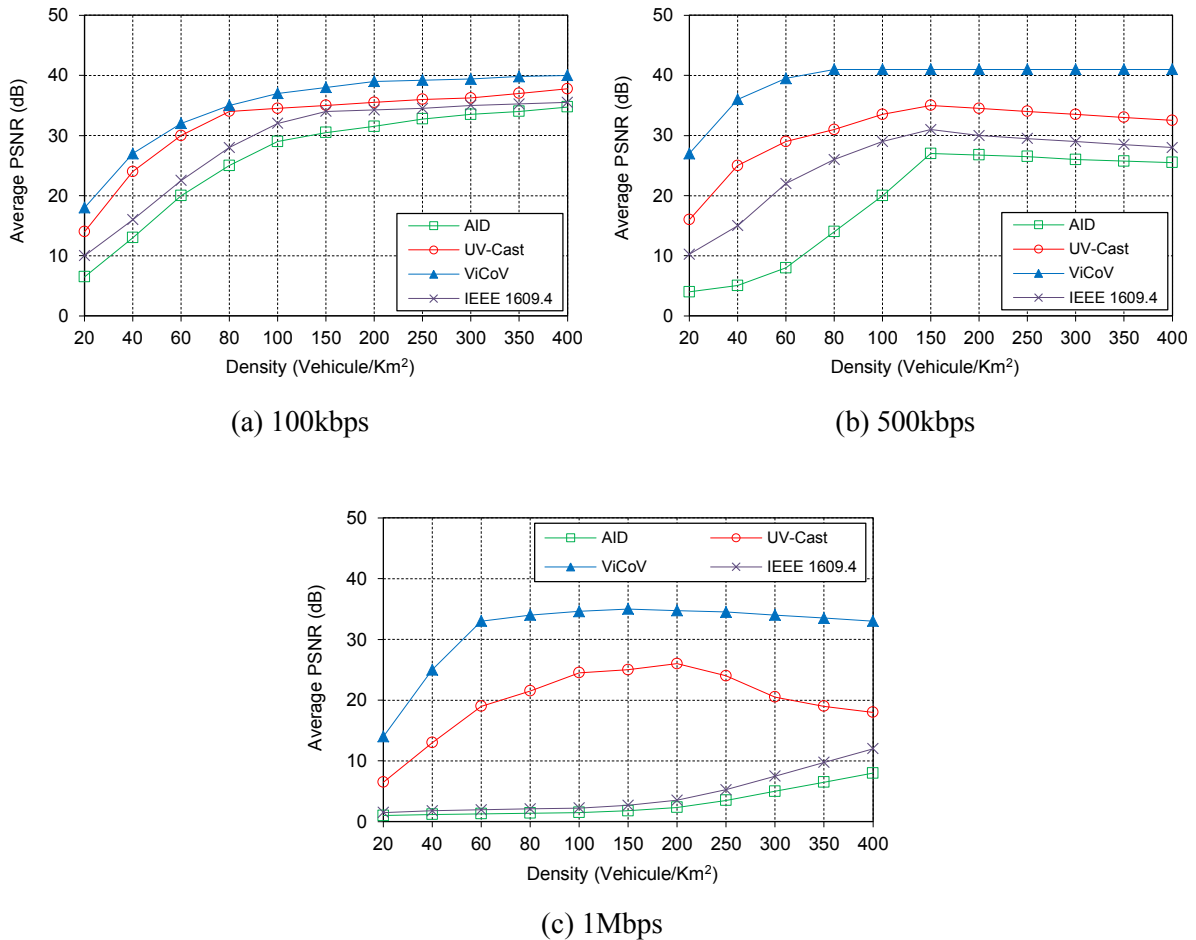 50
40
30
20
10
0
Average PSNR (dB)
AID
UV-Cast
ViCoV
IEEE 1609.4
20 40 60 80 100 150 200 250 300 350 400
Density (Vehicule/Km²)
(a) 100kbps
50
40
30
20
10
0
Average PSNR (dB)
AID
UV-Cast
ViCoV
IEEE 1609.4
20 40 60 80 100 150 200 250 300 350 400
Density (Vehicule/Km²)
(b) 500kbps
50
40
30
20
10
0
Average PSNR (dB)
AID UV-Cast
ViCoV IEEE 1609.4
20 40 60 80 100 150 200 250 300 350 400
Density (Vehicule/Km²)
(c) 1Mbps